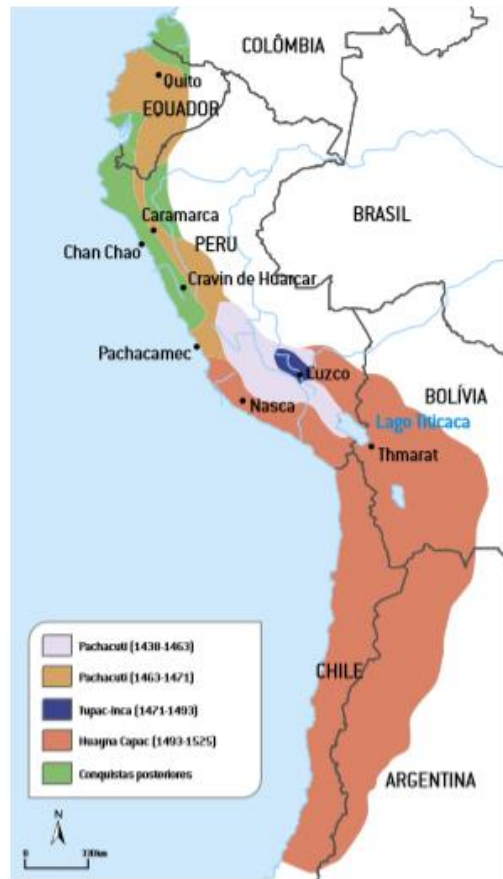 COLÔMBIA
Quito
EQUADOR
BRASIL
Caramarca
PERU
Chan Chao
Cravin de Huarcar
Pachacamec
Cuzco
BOLÍVIA
Nasca
Lago Titicaca
Thmarat
Pachacuti (1438-1463)
Pachacuti (1463-1471)
Tupac-Inca (1471-1493)
Huayna Capac (1493-1525)
Conquistas posteriores
CHILE
ARGENTINA
N
0